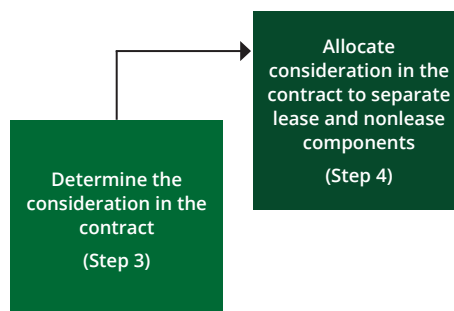 Allocate
consideration in the
contract to separate
lease and nonlease
components
(Step 4)
Determine the
consideration in the
contract
(Step 3)